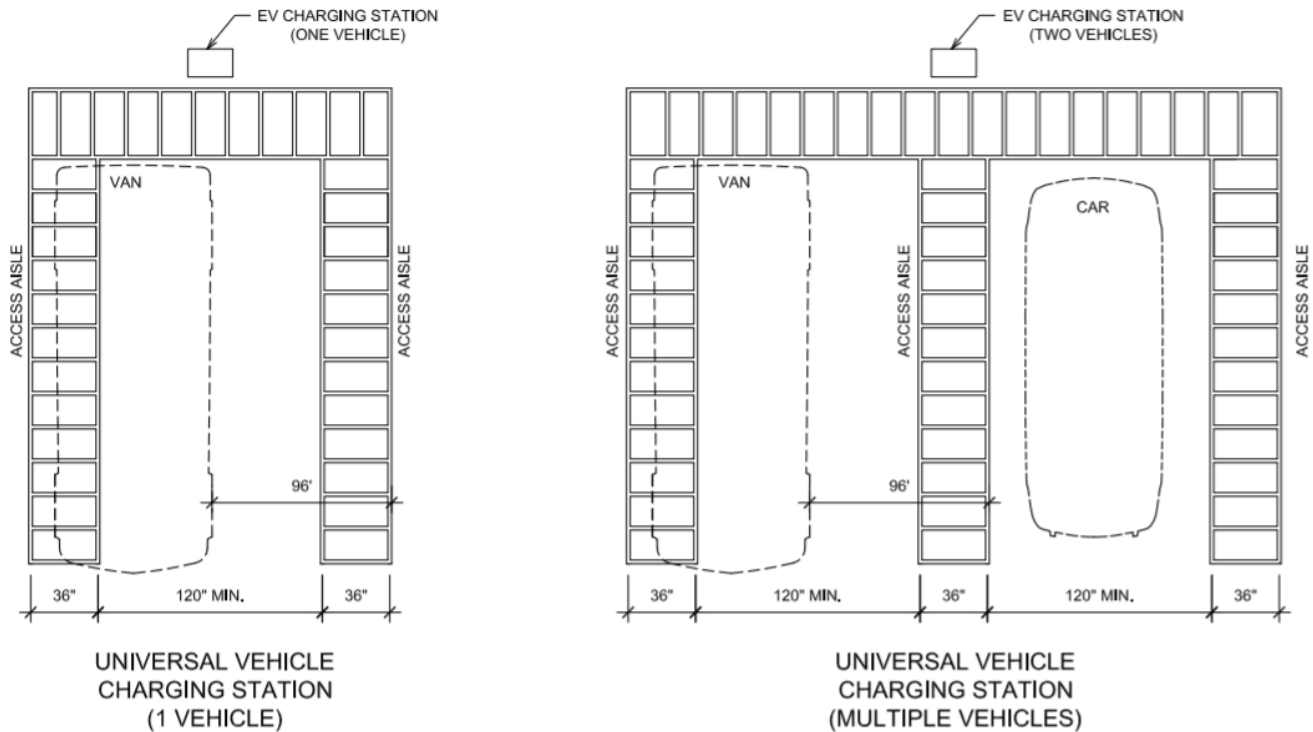 EV CHARGING STATION
(ONE VEHICLE)
VAN
ACCESS AISLE
ACCESS AISLE
96'
36"
120" MIN.
36"
UNIVERSAL VEHICLE
CHARGING STATION
(1 VEHICLE)
EV CHARGING STATION
(TWO VEHICLES)
VAN
CAR
ACCESS AISLE
ACCESS AISLE
ACCESS AISLE
96'
36"
120" MIN.
36"
120" MIN.
36"
UNIVERSAL VEHICLE
CHARGING STATION
(MULTIPLE VEHICLES)